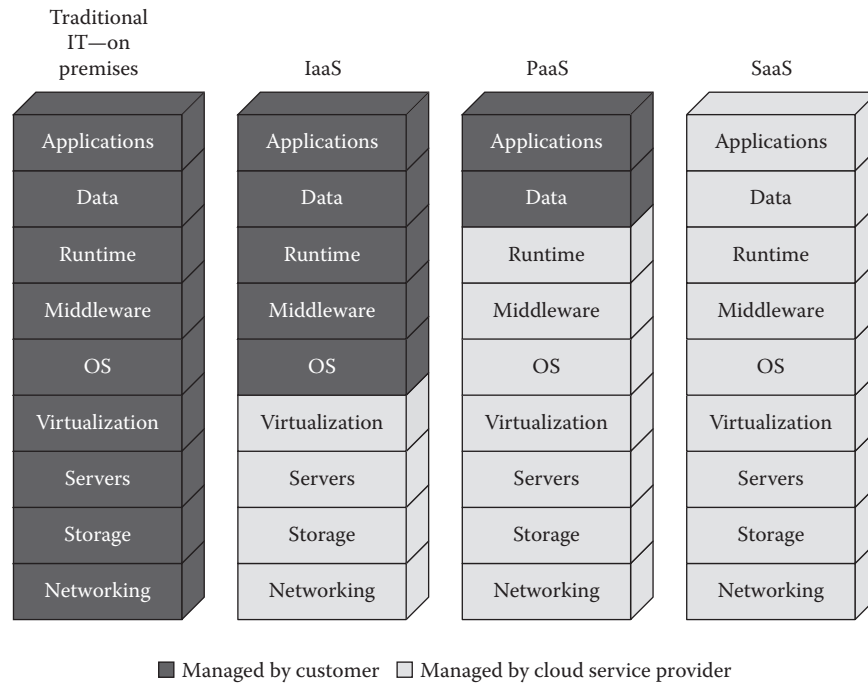 Traditional
IT—on
premises
IaaS
PaaS
SaaS
Applications
Applications
Applications
Applications
Data
Data
Data
Data
Runtime
Runtime
Runtime
Runtime
Middleware
Middleware
Middleware
Middleware
OS
OS
OS
OS
Virtualization
Virtualization
Virtualization
Virtualization
Servers
Servers
Servers
Servers
Storage
Storage
Storage
Storage
Networking
Networking
Networking
Networking
Managed by customer
Managed by cloud service provider